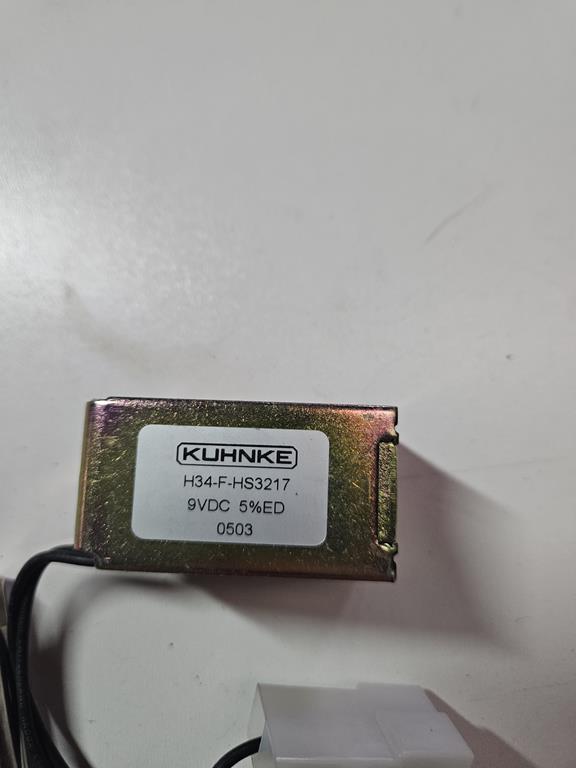 KUHNKE
H34-F-HS3217
9VDC 5%ED
0503